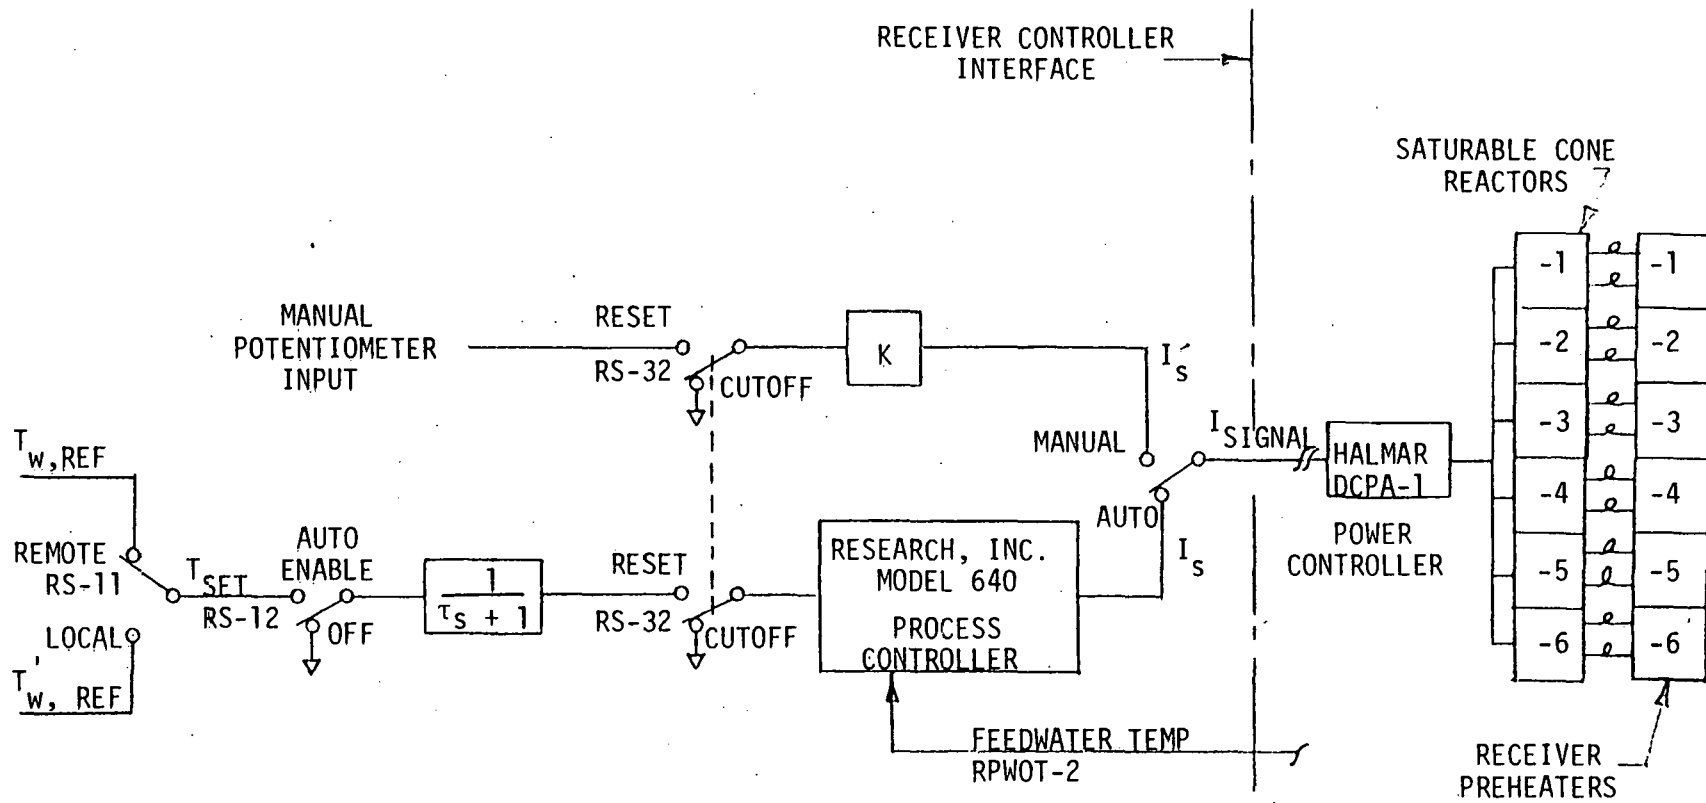 RECEIVER CONTROLLER
INTERFACE
SATURABLE CONE
REACTORS
MANUAL
POTENTIOMETER
INPUT
RESET
RS-32
CUTOFF
K
I's
MANUAL
AUTO
ISIGNAL
Is
HALMAR
DCPA-1
POWER
CONTROLLER
-1
-2
-3
-4
-5
-6
-1
-2
-3
-4
-5
-6
Tw,REF
REMOTE
RS-11
LOCAL
T'w, REF
TSET
RS-12
AUTO
ENABLE
OFF
1
τs + 1
RESET
RS-32
CUTOFF
RESEARCH, INC.
MODEL 640
PROCESS
CONTROLLER
FEEDWATER TEMP
RPWOT-2
RECEIVER
PREHEATERS